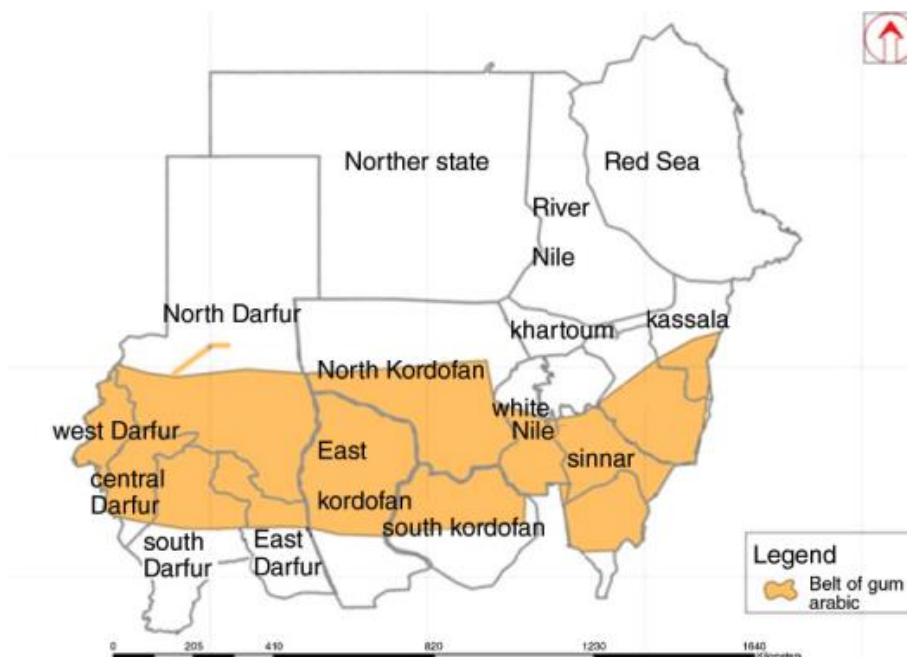 Norther state
Red Sea
River
Nile
North Darfur
khartoum
kassala
North Kordofan
white
Nile
west Darfur
East
sinnar
central
Darfur
kordofan
south kordofan
south
Darfur
East
Darfur
Legend
Belt of gum
arabic
0 205 410 820 1230 1640